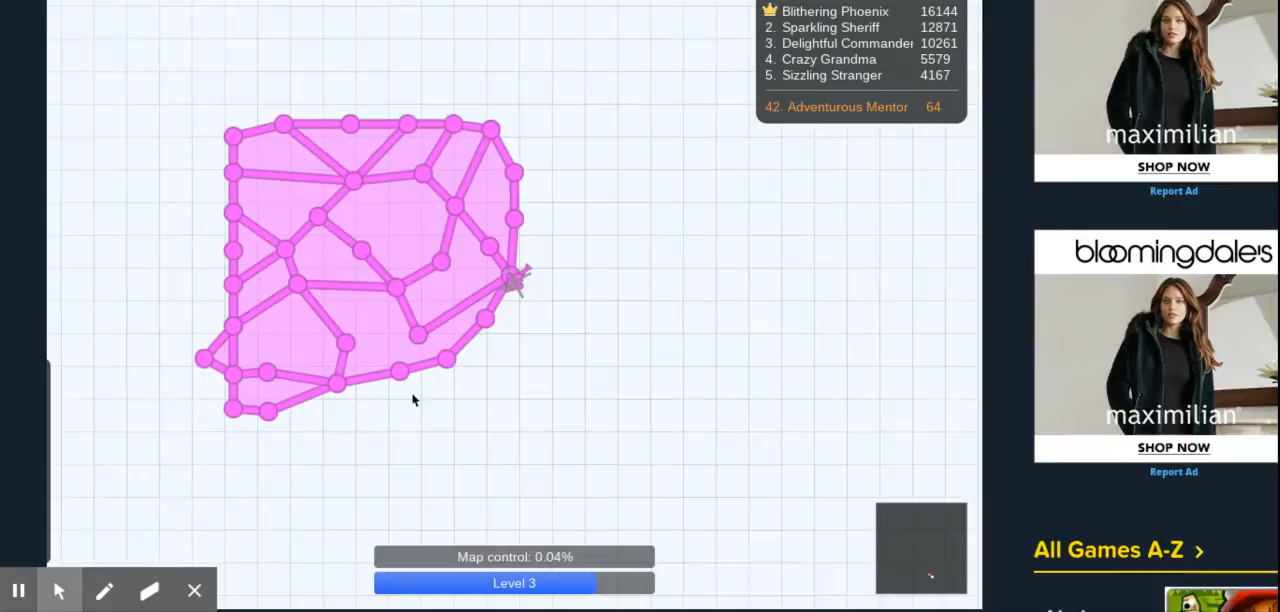 Blithering Phoenix 16144
2. Sparkling Sheriff 12871
3. Delightful Commander 10261
4. Crazy Grandma 5579
5. Sizzling Stranger 4167
42. Adventurous Mentor 64
maximilian®
SHOP NOW
Report Ad
bloomingdale's
maximilian®
SHOP NOW
Report Ad
Map control: 0.04%
Level 3
All Games A-Z >